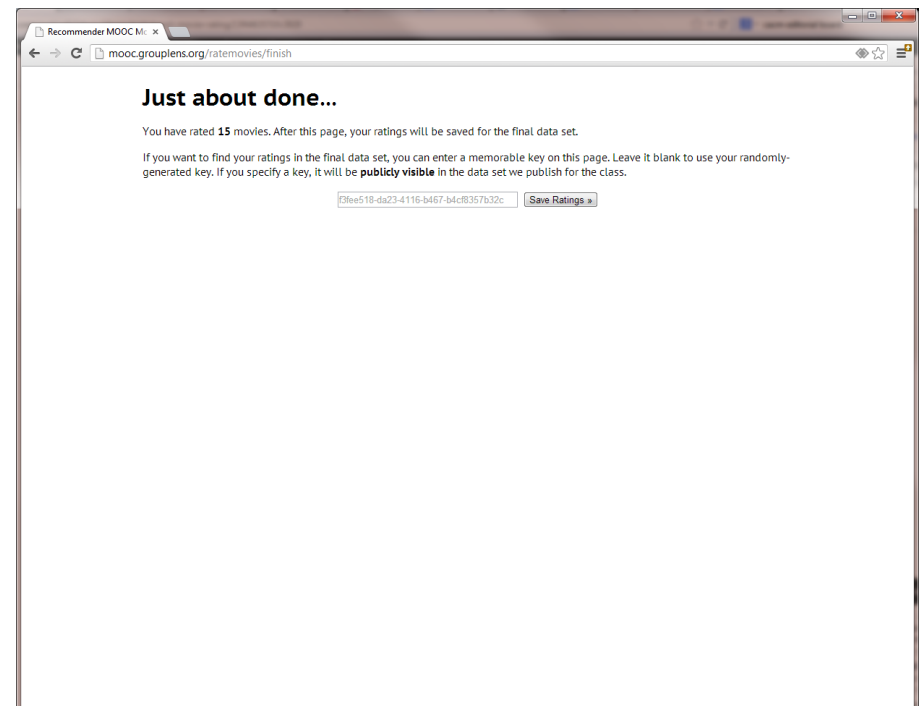 Recommender MOOC Mc
mooc.grouplens.org/ratemovies/finish
Just about done...
You have rated 15 movies. After this page, your ratings will be saved for the final data set.
If you want to find your ratings in the final data set, you can enter a memorable key on this page. Leave it blank to use your randomly-
generated key. If you specify a key, it will be publicly visible in the data set we publish for the class.
f3fee518-da23-4116-b467-b4cf8357b32c Save Ratings »